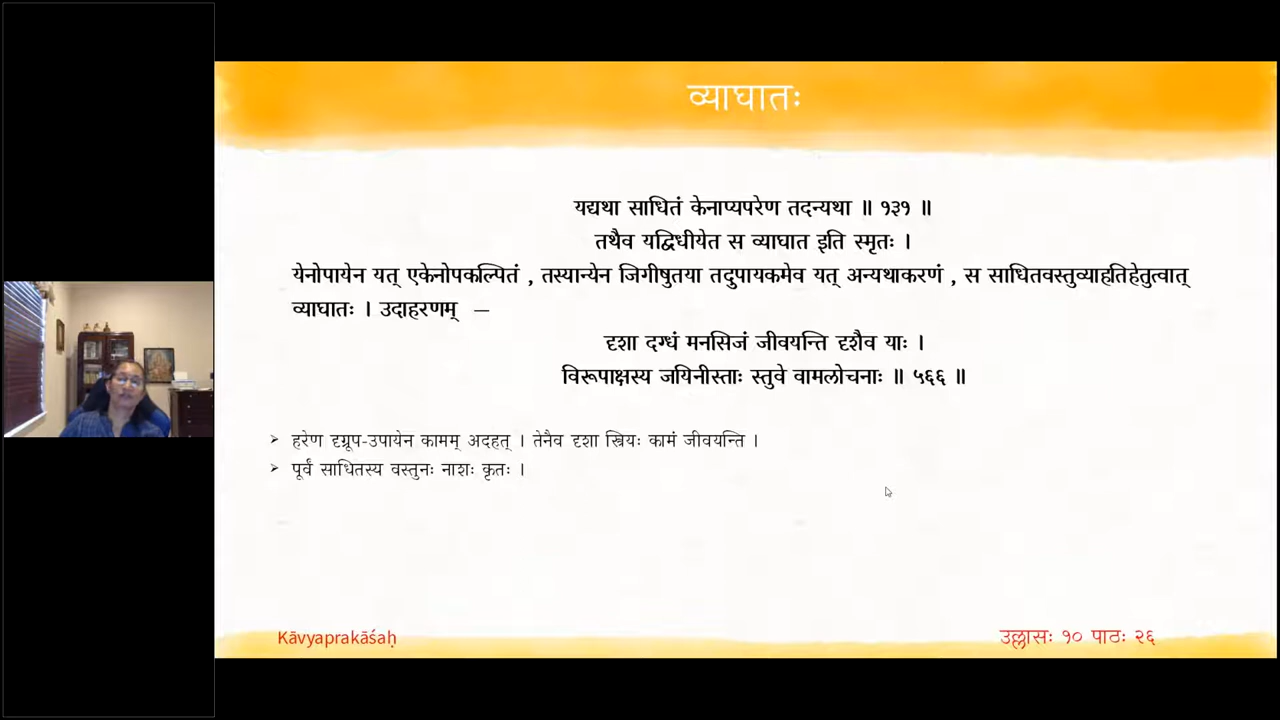 व्याघातः
यद्यथा साधितं केनाप्यपरेण तदन्यथा ॥ १३१ ॥
तथैव यद्विधीयेत स व्याघात इति स्मृतः ।
येनोपायेन यत् एकेनोपकल्पितं , तस्यान्येन जिगीषुतया तदुपायकमेव यत् अन्यथाकरणं , स साधितवस्तुव्याहतिहेतुत्वात्
व्याघातः । उदाहरणम् —
दृशा दग्धं मनसिजं जीवयन्ति दृशैव याः ।
विरूपाक्षस्य जयिनीस्ताः स्तुवे वामलोचनाः ॥ ५६६ ॥
➢ हरेण दृग्रूप-उपायेन कामम् अदहत् । तेनैव दृशा स्त्रियः कामं जीवयन्ति ।
➢ पूर्वं साधितस्य वस्तुनः नाशः कृतः ।
Kāvyaprakāśaḥ
उल्लासः १० पाठः २६